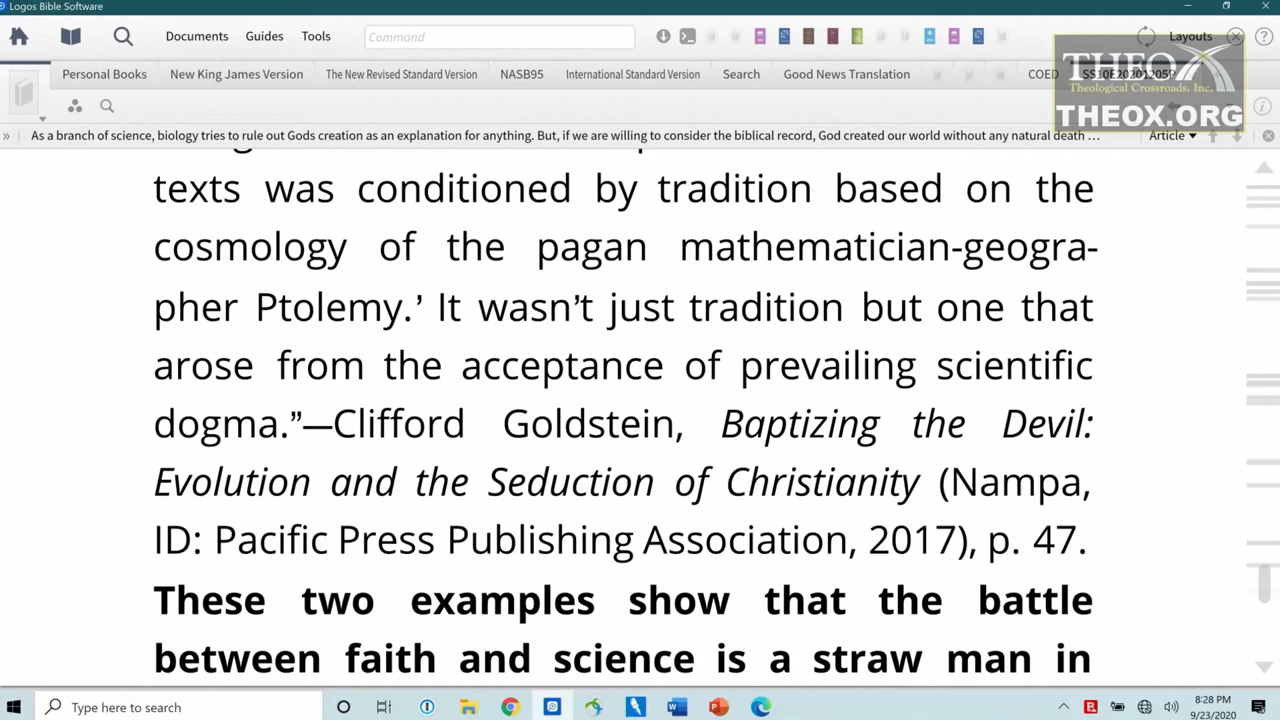 Logos Bible Software
Documents Guides Tools Command Layouts
THEOX
Theological Crossroads, Inc.
THEOX.ORG
Personal Books New King James Version The New Revised Standard Version NASB95 International Standard Version Search Good News Translation COED
» As a branch of science, biology tries to rule out Gods creation as an explanation for anything. But, if we are willing to consider the biblical record, God created our world without any natural death ... Article
texts was conditioned by tradition based on the
cosmology of the pagan mathematician-geogra-
pher Ptolemy.’ It wasn’t just tradition but one that
arose from the acceptance of prevailing scientific
dogma.”—Clifford Goldstein, Baptizing the Devil:
Evolution and the Seduction of Christianity (Nampa,
ID: Pacific Press Publishing Association, 2017), p. 47.
These two examples show that the battle
between faith and science is a straw man in
Type here to search
8:28 PM
9/23/2020